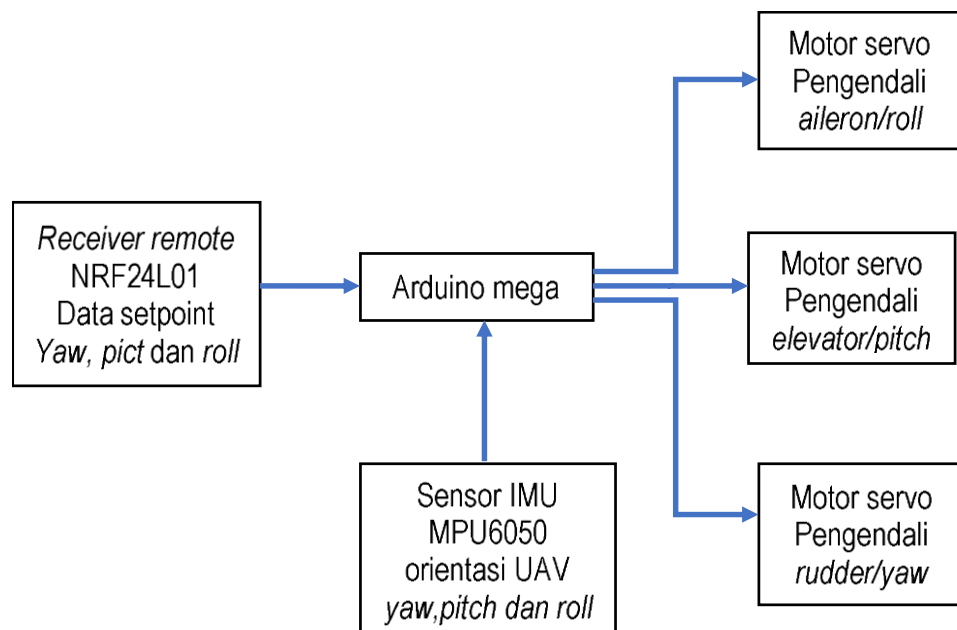 Motor servo
Pengendali
aileron/roll
Receiver remote
NRF24L01
Data setpoint
Yaw, pict dan roll
Arduino mega
Motor servo
Pengendali
elevator/pitch
Sensor IMU
MPU6050
orientasi UAV
yaw,pitch dan roll
Motor servo
Pengendali
rudder/yaw